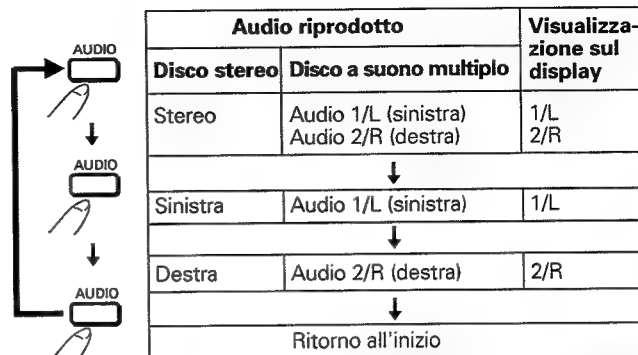 AUDIO
AUDIO
AUDIO
Audio riprodotto
Visualizza-
zione sul
display
Disco stereo
Disco a suono multiplo
Stereo
Audio 1/L (sinistra)
1/L
Audio 2/R (destra)
2/R
Sinistra
Audio 1/L (sinistra)
1/L
Destra
Audio 2/R (destra)
2/R
Ritorno all'inizio